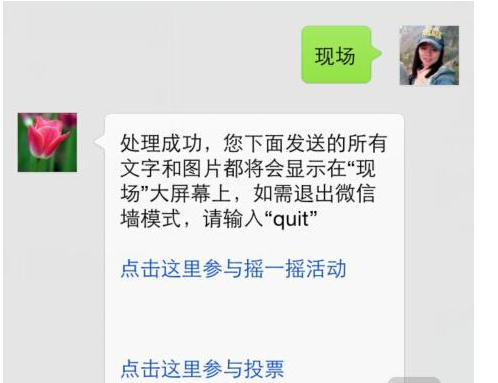 现场
处理成功，您下面发送的所有
文字和图片都将会显示在“现
场”大屏幕上，如需退出微信
墙模式，请输入“quit”
点击这里参与摇一摇活动
点击这里参与投票